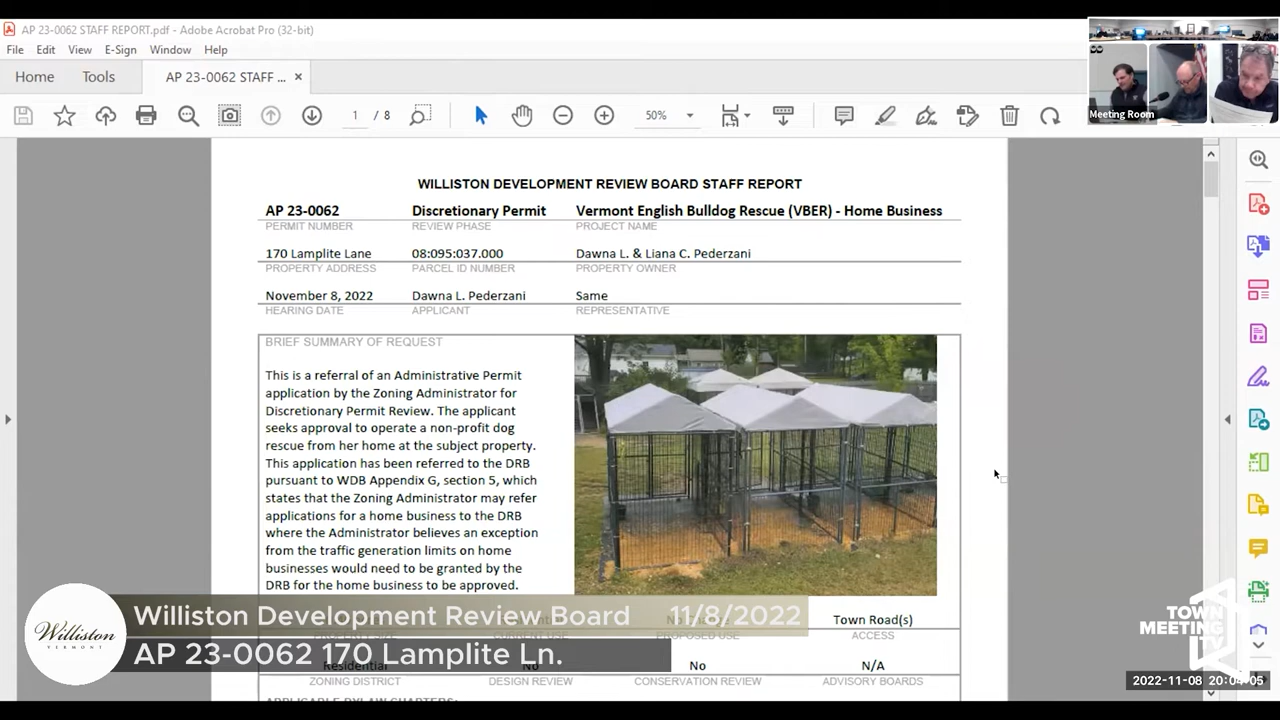 AP 23-0062 STAFF REPORT.pdf - Adobe Acrobat Pro (32-bit)
File Edit View E-Sign Window Help
Home Tools AP 23-0062 STAFF ... ×
1 / 8 50%
Meeting Room
WILLISTON DEVELOPMENT REVIEW BOARD STAFF REPORT
AP 23-0062 Discretionary Permit Vermont English Bulldog Rescue (VBER) - Home Business
PERMIT NUMBER REVIEW PHASE PROJECT NAME
170 Lamplite Lane 08:095:037.000 Dawna L. & Liana C. Pederzani
PROPERTY ADDRESS PARCEL ID NUMBER PROPERTY OWNER
November 8, 2022 Dawna L. Pederzani Same
HEARING DATE APPLICANT REPRESENTATIVE
BRIEF SUMMARY OF REQUEST
This is a referral of an Administrative Permit
application by the Zoning Administrator for
Discretionary Permit Review. The applicant
seeks approval to operate a non-profit dog
rescue from her home at the subject property.
This application has been referred to the DRB
pursuant to WDB Appendix G, section 5, which
states that the Zoning Administrator may refer
applications for a home business to the DRB
where the Administrator believes an exception
from the traffic generation limits on home
businesses would need to be granted by the
DRB for the home business to be approved.
Town Road(s)
PROPERTY SIZE CURRENT USE PROPOSED USE ACCESS
Residential No No N/A
ZONING DISTRICT DESIGN REVIEW CONSERVATION REVIEW ADVISORY BOARDS
APPLICABLE BYLAW CHAPTERS:
Williston
VERMONT
Williston Development Review Board 11/8/2022
AP 23-0062 170 Lamplite Ln.
TOWN
MEETING
TV
2022-11-08 20:04:05